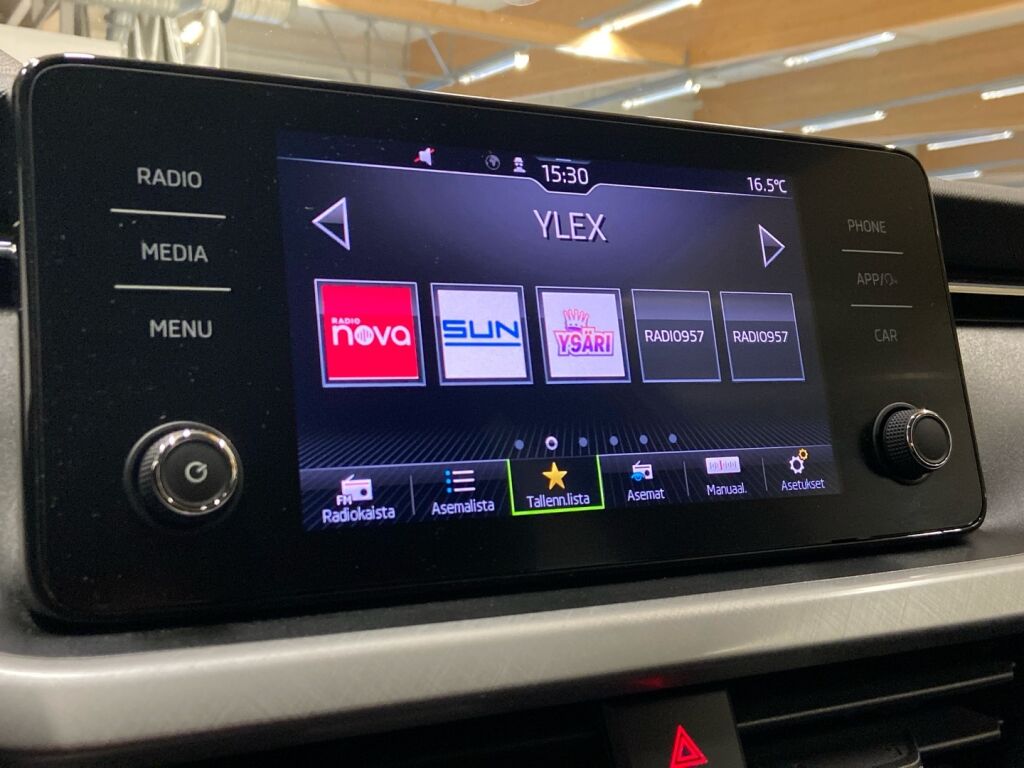 RADIO
MEDIA
MENU
15:30
16.5°C
YLEX
RADIO
nova
SUN
YSÄRI
RADIO957
RADIO957
FM
Radiokaista
Asemalista
Tallenn.lista
Asemat
Manuaal.
Asetukset
PHONE
APP/
CAR